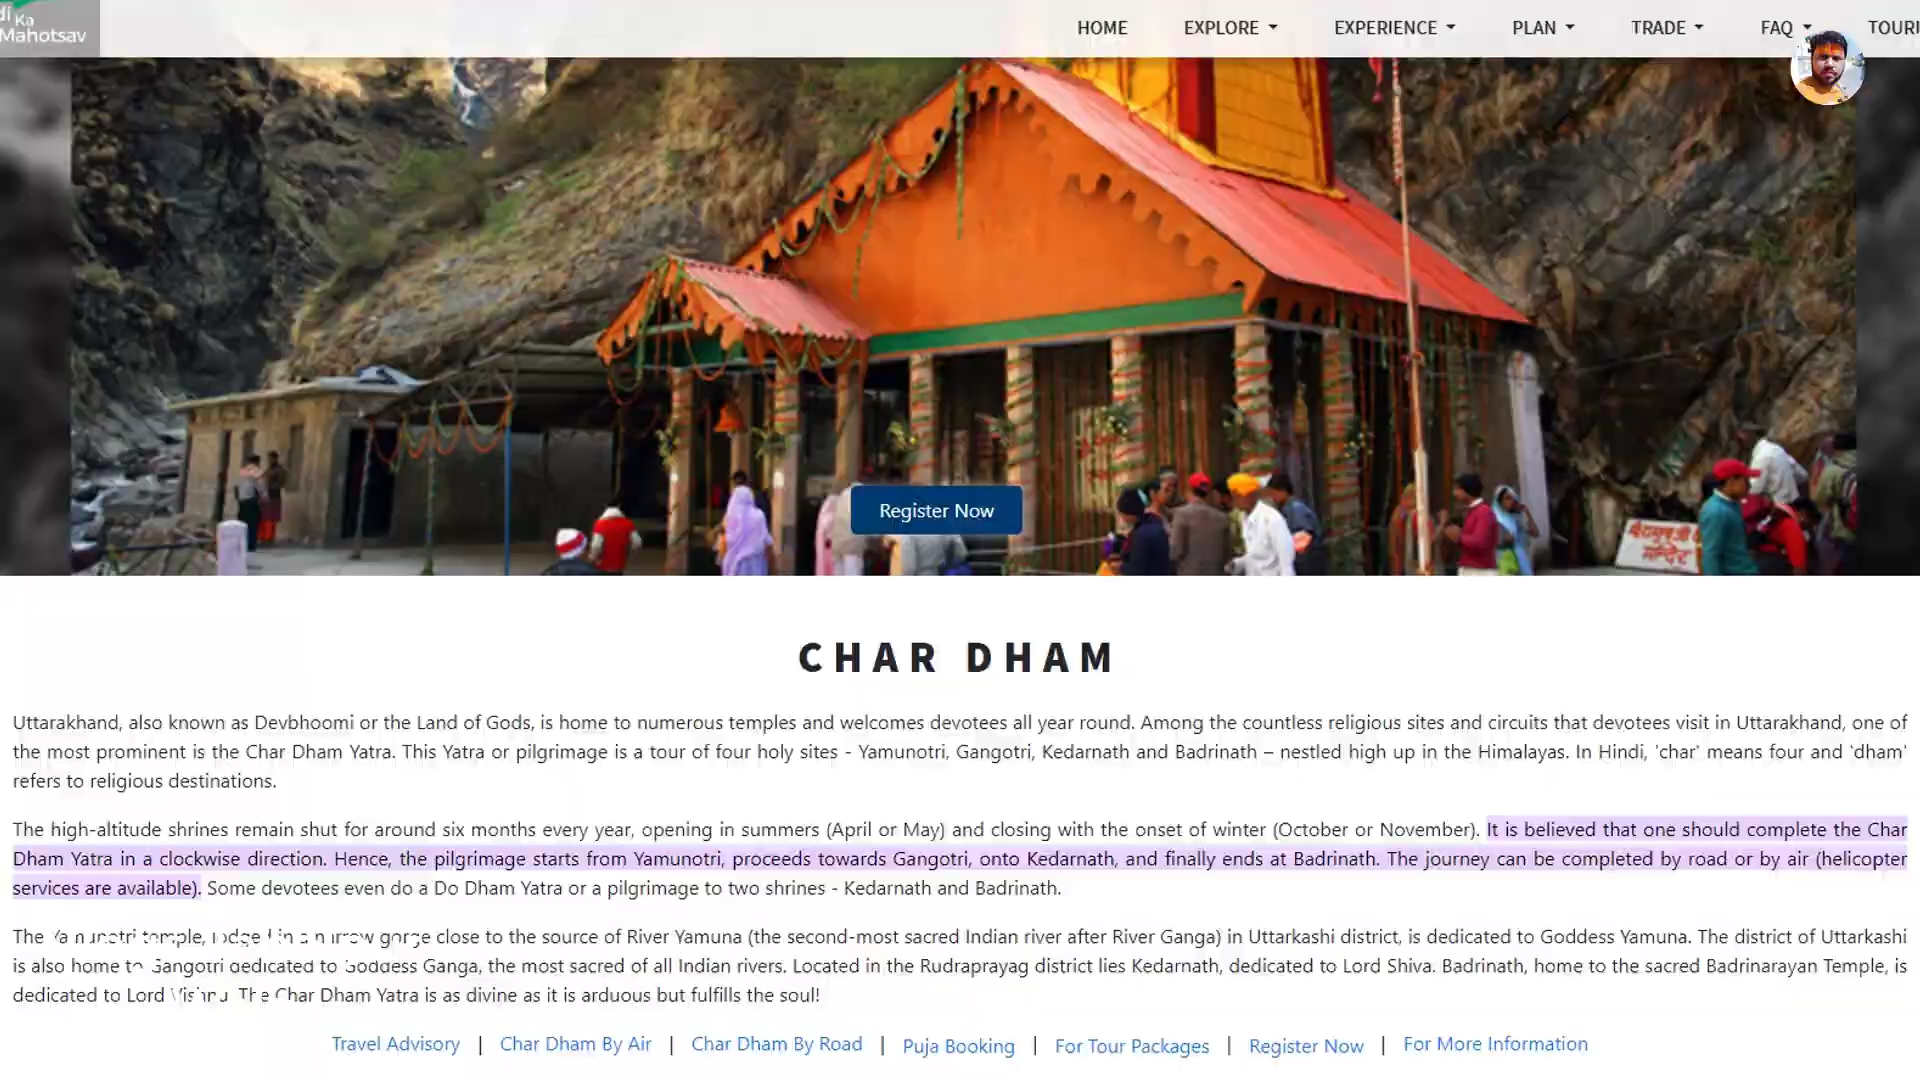 Ka
Mahotsav
HOME EXPLORE EXPERIENCE PLAN TRADE FAQ
Register Now
CHAR DHAM
Uttarakhand, also known as Devbhoomi or the Land of Gods, is home to numerous temples and welcomes devotees all year round. Among the countless religious sites and circuits that devotees visit in Uttarakhand, one of
the most prominent is the Char Dham Yatra. This Yatra or pilgrimage is a tour of four holy sites - Yamunotri, Gangotri, Kedarnath and Badrinath – nestled high up in the Himalayas. In Hindi, 'char' means four and 'dham'
refers to religious destinations.
The high-altitude shrines remain shut for around six months every year, opening in summers (April or May) and closing with the onset of winter (October or November). It is believed that one should complete the Char
Dham Yatra in a clockwise direction. Hence, the pilgrimage starts from Yamunotri, proceeds towards Gangotri, onto Kedarnath, and finally ends at Badrinath. The journey can be completed by road or by air (helicopter
services are available). Some devotees even do a Do Dham Yatra or a pilgrimage to two shrines - Kedarnath and Badrinath.
The Yamunotri temple, lodged in a narrow gorge close to the source of River Yamuna (the second-most sacred Indian river after River Ganga) in Uttarkashi district, is dedicated to Goddess Yamuna. The district of Uttarkashi
is also home to Gangotri dedicated to Goddess Ganga, the most sacred of all Indian rivers. Located in the Rudraprayag district lies Kedarnath, dedicated to Lord Shiva. Badrinath, home to the sacred Badrinarayan Temple, is
dedicated to Lord Vishnu. The Char Dham Yatra is as divine as it is arduous but fulfills the soul!
Travel Advisory | Char Dham By Air | Char Dham By Road | Puja Booking | For Tour Packages | Register Now | For More Information